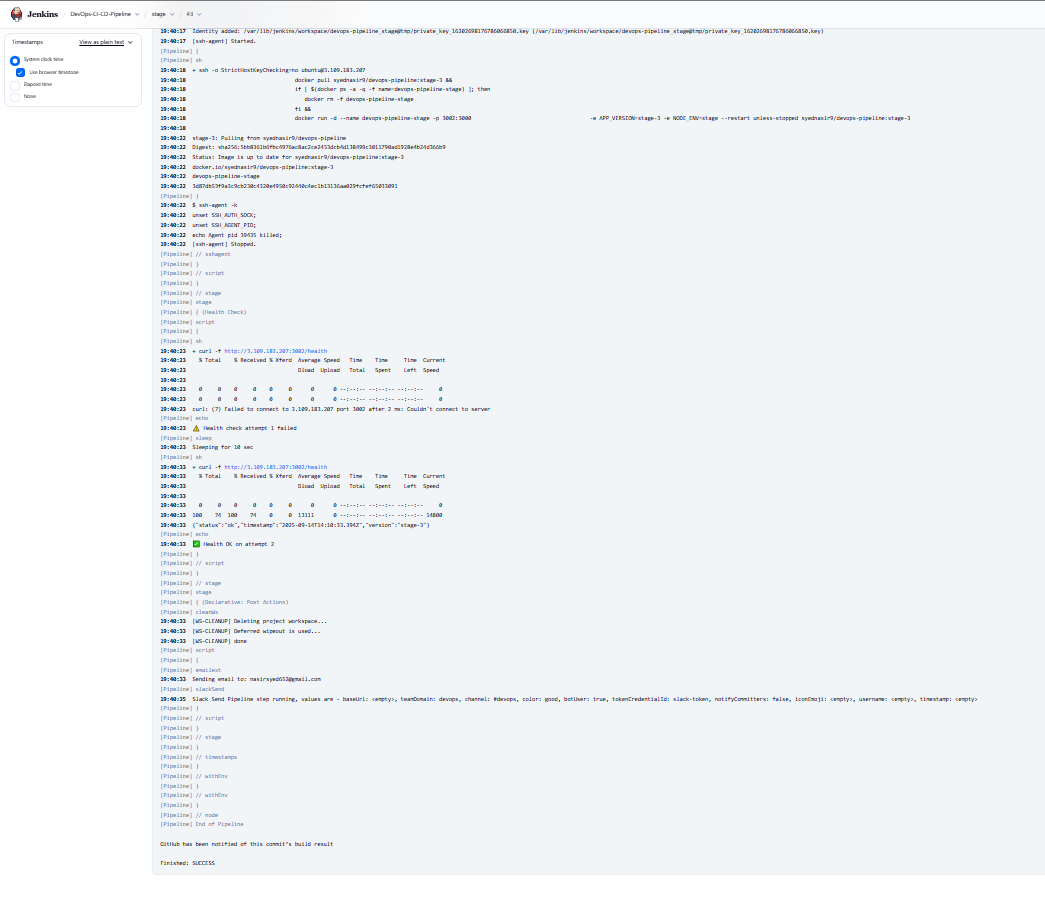 Jenkins / DevOps-CI-CD-Pipeline / stage / #3
Timestamps View as plain text
System clock time
Use browser timezone
Elapsed time
None
19:40:17 Identity added: /var/lib/jenkins/workspace/devops-pipeline_stage@tmp/private_key_16202698176786066850.key (/var/lib/jenkins/workspace/devops-pipeline_stage@tmp/private_key_16202698176786066850.key)
19:40:17 [ssh-agent] Started.
[Pipeline] {
[Pipeline] sh
19:40:18 + ssh -o StrictHostKeyChecking=no ubuntu@3.109.183.207
19:40:18 docker pull syednasir9/devops-pipeline:stage-3 &&
19:40:18 if [ $(docker ps -a -q -f name=devops-pipeline-stage) ]; then
19:40:18 docker rm -f devops-pipeline-stage
19:40:18 fi &&
19:40:18 docker run -d --name devops-pipeline-stage -p 3002:3000 -e APP_VERSION=stage-3 -e NODE_ENV=stage --restart unless-stopped syednasir9/devops-pipeline:stage-3
19:40:18
19:40:22 stage-3: Pulling from syednasir9/devops-pipeline
19:40:22 Digest: sha256:5bb8361b6fbc4976ac8ac2ce2453dcb4d138499c3011790ad1928e4b24d366b9
19:40:22 Status: Image is up to date for syednasir9/devops-pipeline:stage-3
19:40:22 docker.io/syednasir9/devops-pipeline:stage-3
19:40:22 devops-pipeline-stage
19:40:22 3d87db53f9a3c9cb230c4320e4950c92440c4ec1b13136aa029fcfef65033091
[Pipeline] }
19:40:22 $ ssh-agent -k
19:40:22 unset SSH_AUTH_SOCK;
19:40:22 unset SSH_AGENT_PID;
19:40:22 echo Agent pid 39435 killed;
19:40:22 [ssh-agent] Stopped.
[Pipeline] // sshagent
[Pipeline] }
[Pipeline] // script
[Pipeline] }
[Pipeline] // stage
[Pipeline] stage
[Pipeline] { (Health Check)
[Pipeline] script
[Pipeline] {
[Pipeline] sh
19:40:23 + curl -f http://3.109.183.207:3002/health
19:40:23 % Total % Received % Xferd Average Speed Time Time Time Current
19:40:23 Dload Upload Total Spent Left Speed
19:40:23
19:40:23 0 0 0 0 0 0 0 0 --:--:-- --:--:-- --:--:-- 0
19:40:23 0 0 0 0 0 0 0 0 --:--:-- --:--:-- --:--:-- 0
19:40:23 curl: (7) Failed to connect to 3.109.183.207 port 3002 after 2 ms: Couldn't connect to server
[Pipeline] echo
19:40:23 ⚠️ Health check attempt 1 failed
[Pipeline] sleep
19:40:23 Sleeping for 10 sec
[Pipeline] sh
19:40:33 + curl -f http://3.109.183.207:3002/health
19:40:33 % Total % Received % Xferd Average Speed Time Time Time Current
19:40:33 Dload Upload Total Spent Left Speed
19:40:33
19:40:33 0 0 0 0 0 0 0 0 --:--:-- --:--:-- --:--:-- 0
19:40:33 100 74 100 74 0 0 13111 0 --:--:-- --:--:-- --:--:-- 14800
19:40:33 {"status":"ok","timestamp":"2025-09-14T14:10:33.394Z","version":"stage-3"}
[Pipeline] echo
19:40:33 ✅ Health OK on attempt 2
[Pipeline] }
[Pipeline] // script
[Pipeline] }
[Pipeline] // stage
[Pipeline] stage
[Pipeline] { (Declarative: Post Actions)
[Pipeline] cleanWs
19:40:33 [WS-CLEANUP] Deleting project workspace...
19:40:33 [WS-CLEANUP] Deferred wipeout is used...
19:40:33 [WS-CLEANUP] done
[Pipeline] script
[Pipeline] {
[Pipeline] emailext
19:40:33 Sending email to: nasirsyed652@gmail.com
[Pipeline] slackSend
19:40:35 Slack Send Pipeline step running, values are - baseUrl: <empty>, teamDomain: devops, channel: #devops, color: good, botUser: true, tokenCredentialId: slack-token, notifyCommitters: false, iconEmoji: <empty>, username: <empty>, timestamp: <empty>
[Pipeline] }
[Pipeline] // script
[Pipeline] }
[Pipeline] // stage
[Pipeline] }
[Pipeline] // timestamps
[Pipeline] }
[Pipeline] // withEnv
[Pipeline] }
[Pipeline] // withEnv
[Pipeline] }
[Pipeline] // node
[Pipeline] End of Pipeline
GitHub has been notified of this commit's build result
Finished: SUCCESS